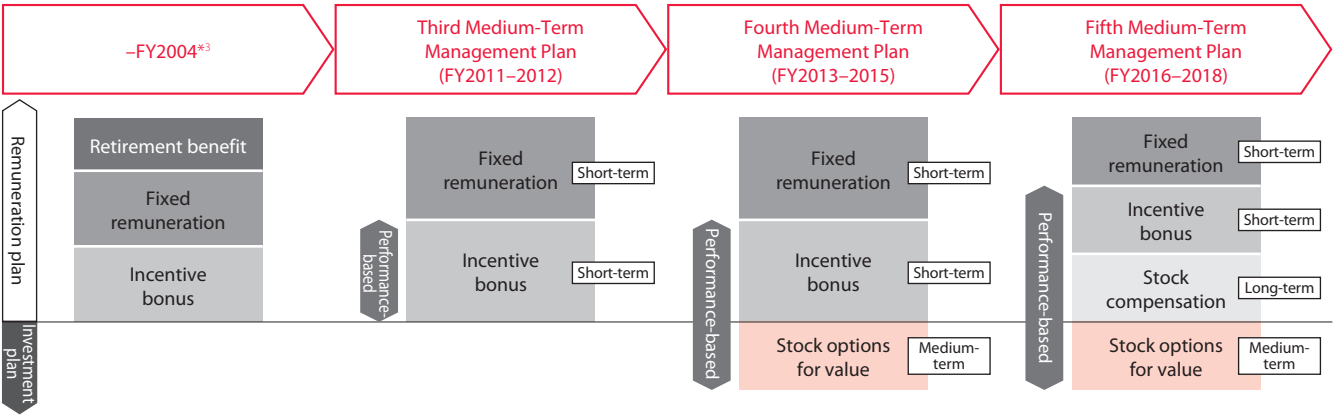 –FY2004*3
Third Medium-Term
Management Plan
(FY2011–2012)
Fourth Medium-Term
Management Plan
(FY2013–2015)
Fifth Medium-Term
Management Plan
(FY2016–2018)
Remuneration plan
Investment
plan
Retirement benefit
Fixed
remuneration
Incentive
bonus
Performance-
based
Fixed
remuneration
Short-term
Incentive
bonus
Short-term
Performance-based
Fixed
remuneration
Short-term
Incentive
bonus
Short-term
Stock options
for value
Medium-
term
Performance-based
Fixed
remuneration
Short-term
Incentive
bonus
Short-term
Stock
compensation
Long-term
Stock options
for value
Medium-
term